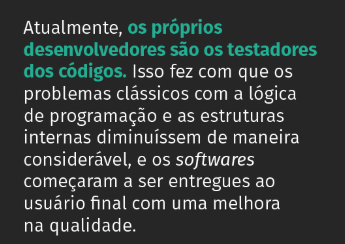 Atualmente, os próprios
desenvolvedores são os testadores
dos códigos. Isso fez com que os
problemas clássicos com a lógica
de programação e as estruturas
internas diminuíssem de maneira
considerável, e os softwares
começaram a ser entregues ao
usuário final com uma melhora
na qualidade.